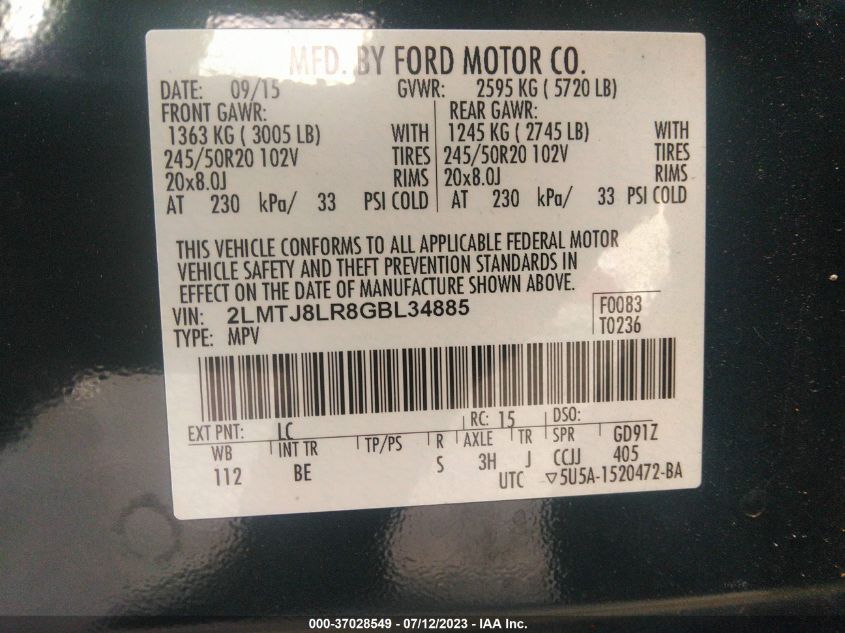 MFD. BY FORD MOTOR CO.
DATE: 09/15 GVWR: 2595 KG ( 5720 LB)
FRONT GAWR: REAR GAWR:
1363 KG ( 3005 LB) WITH 1245 KG ( 2745 LB) WITH
245/50R20 102V TIRES 245/50R20 102V TIRES
20x8.0J RIMS 20x8.0J RIMS
AT 230 kPa/ 33 PSI COLD AT 230 kPa/ 33 PSI COLD
THIS VEHICLE CONFORMS TO ALL APPLICABLE FEDERAL MOTOR
VEHICLE SAFETY AND THEFT PREVENTION STANDARDS IN
EFFECT ON THE DATE OF MANUFACTURE SHOWN ABOVE.
VIN: 2LMTJ8LR8GBL34885 F0083
TYPE: MPV T0236
EXT PNT: LC RC: 15 DSO:
WB INT TR TP/PS R AXLE TR SPR GD91Z
112 BE S 3H J CCJJ 405
UTC ▽5U5A-1520472-BA
000-37028549 - 07/12/2023 - IAA Inc.